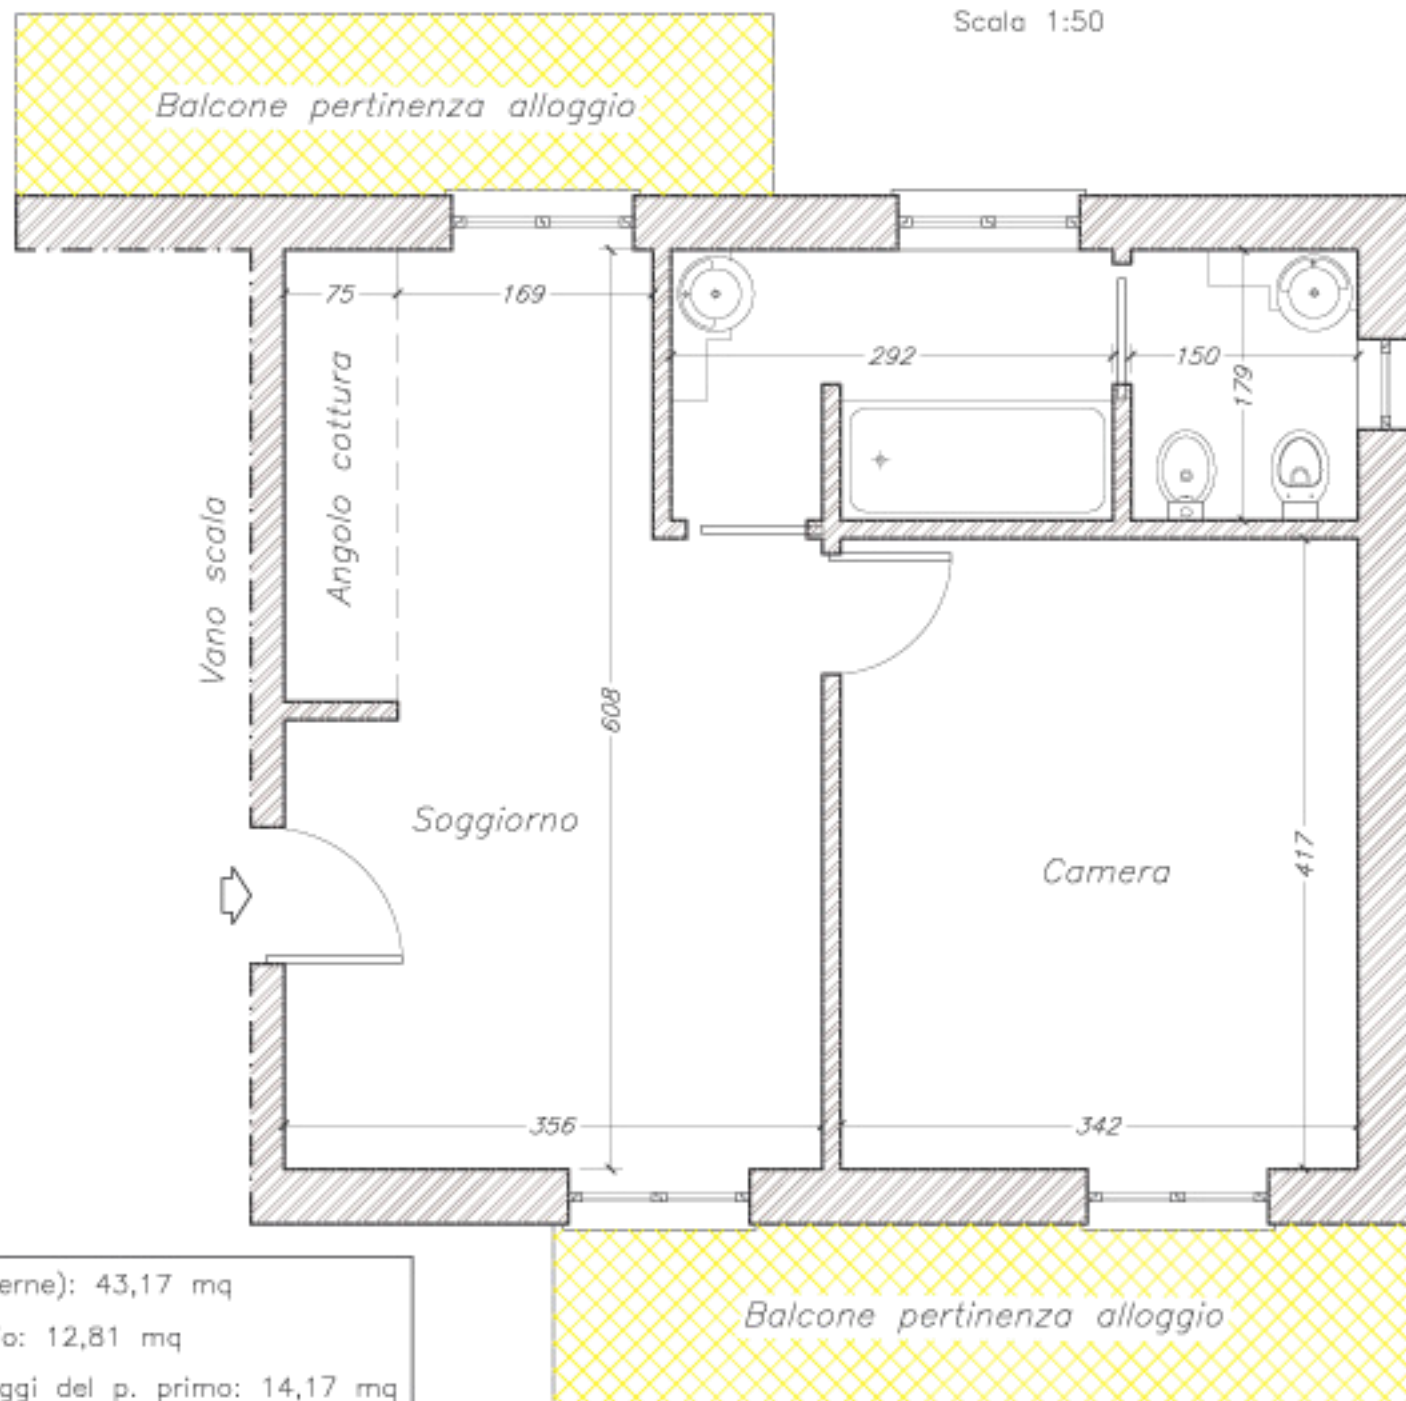 Scala 1:50
Balcone pertinenza alloggio
75
169
292
150
179
Angolo cottura
Vano scala
608
Soggiorno
Camera
417
356
342
erne): 43,17 mq
o: 12,81 mq
ggi del p. primo: 14,17 mq
Balcone pertinenza alloggio